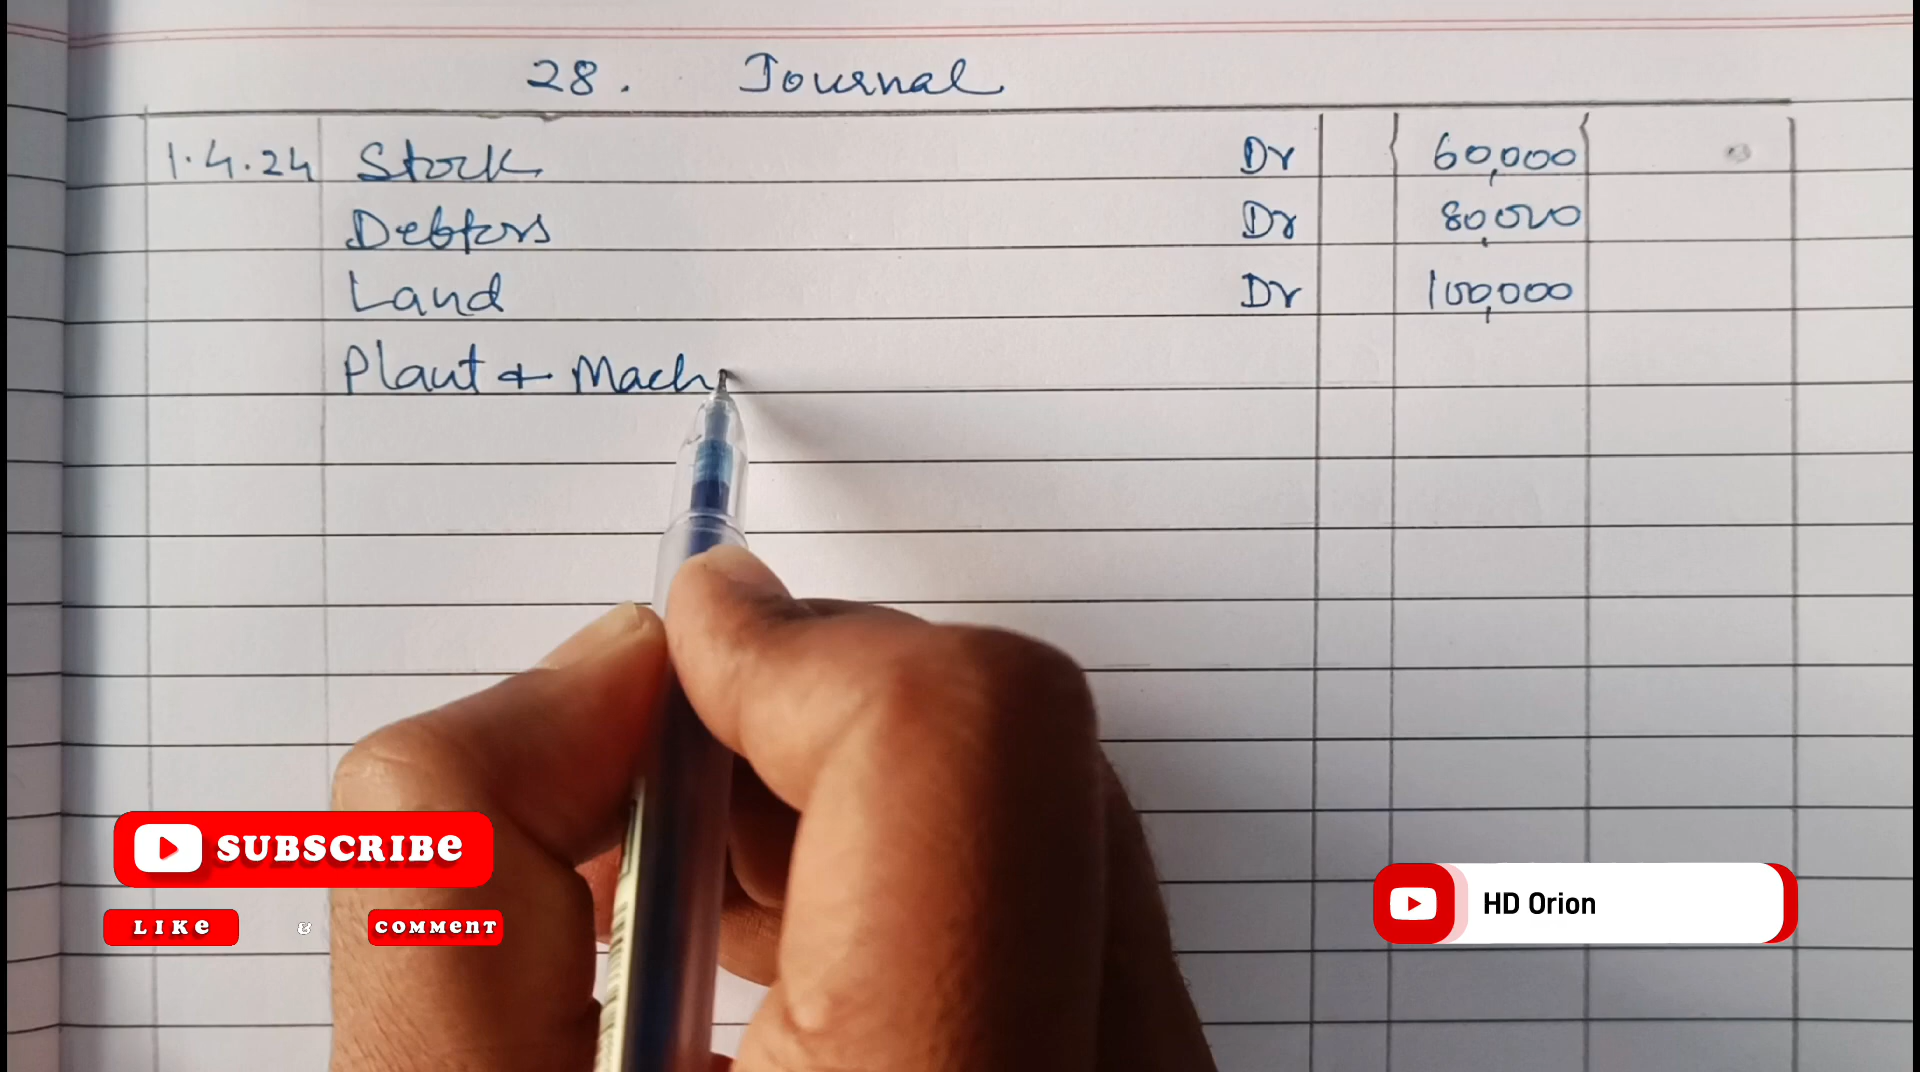 28. Journal
1.4.24 Stock Dr 60,000
Debtors Dr 80,000
Land Dr 100,000
Plant & Mach
SUBSCRIBE
LIKE & COMMENT
HD Orion